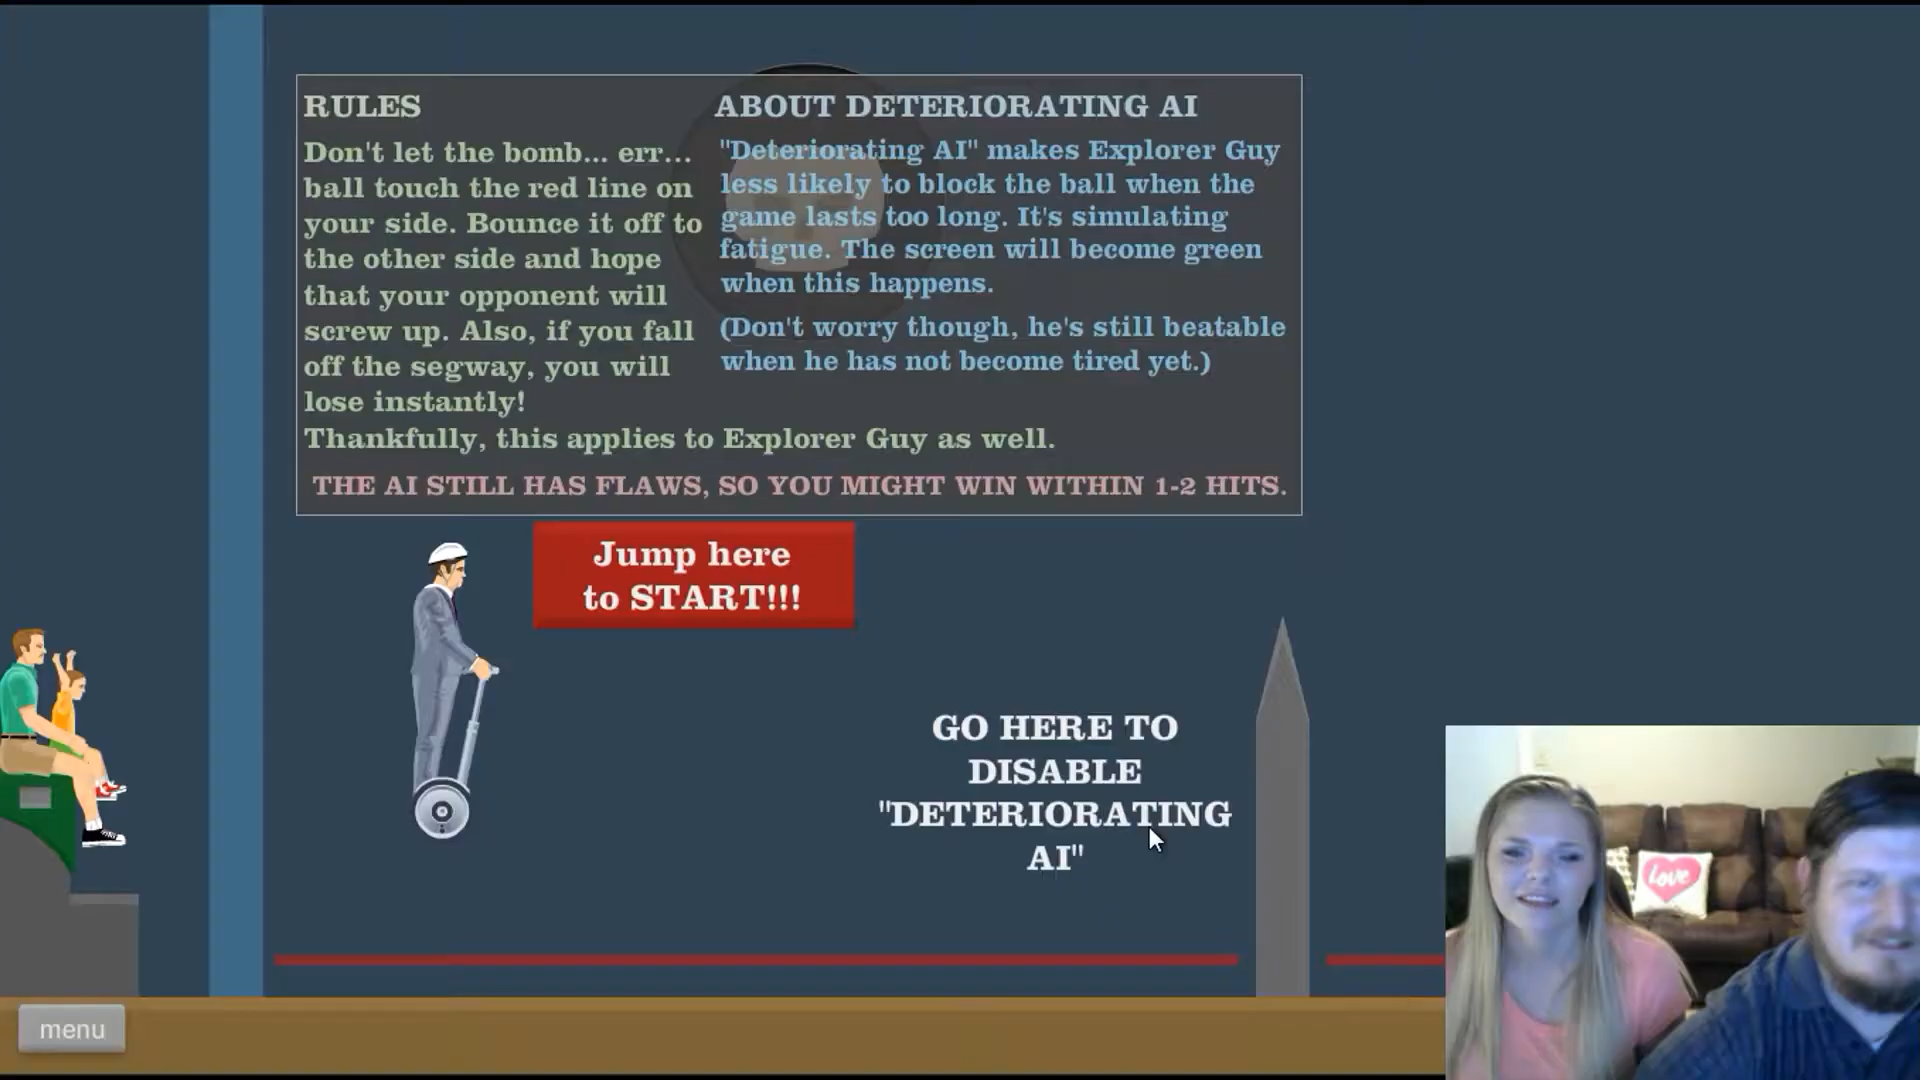 RULES
Don't let the bomb... err...
ball touch the red line on
your side. Bounce it off to
the other side and hope
that your opponent will
screw up. Also, if you fall
off the segway, you will
lose instantly!
Thankfully, this applies to Explorer Guy as well.
ABOUT DETERIORATING AI
"Deteriorating AI" makes Explorer Guy
less likely to block the ball when the
game lasts too long. It's simulating
fatigue. The screen will become green
when this happens.
(Don't worry though, he's still beatable
when he has not become tired yet.)
THE AI STILL HAS FLAWS, SO YOU MIGHT WIN WITHIN 1-2 HITS.
Jump here
to START!!!
GO HERE TO
DISABLE
"DETERIORATING
AI"
Love
menu